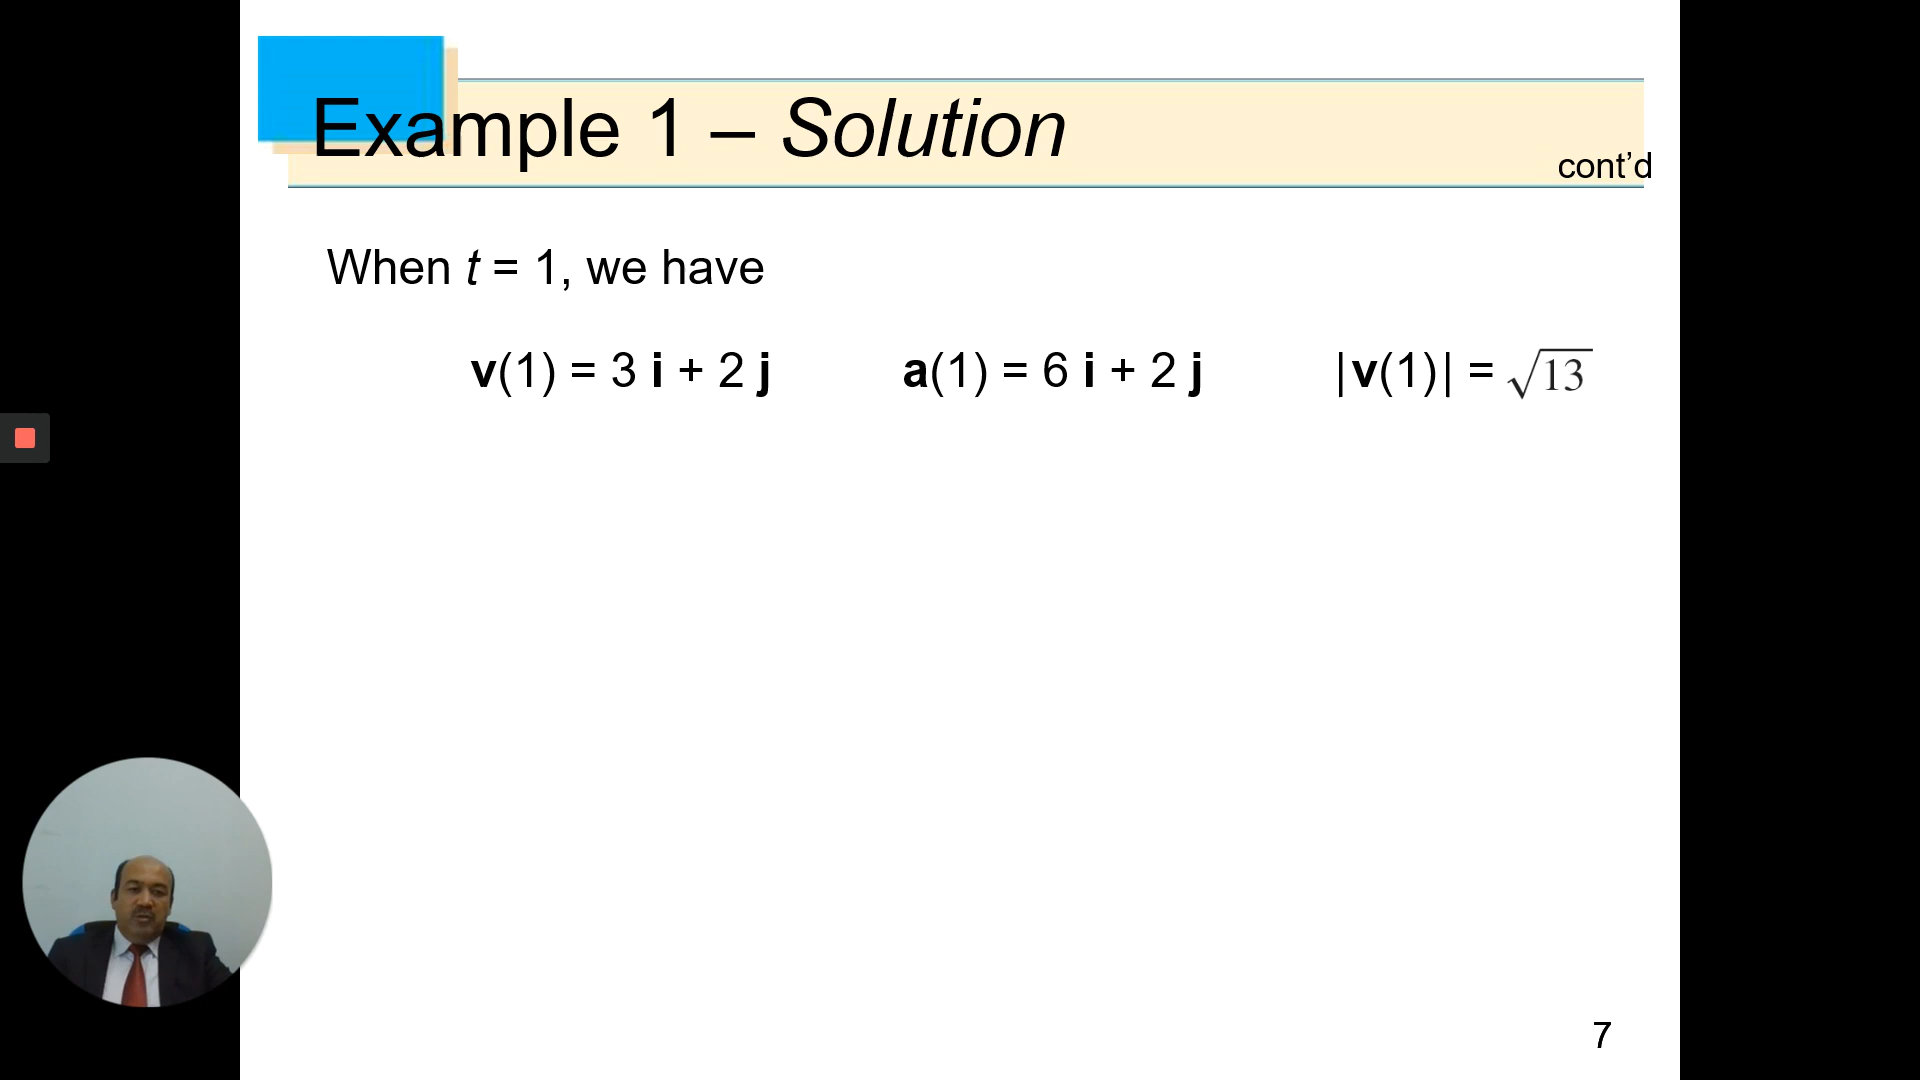 Example 1 – Solution
cont’d
When t = 1, we have
v(1) = 3 i + 2 j a(1) = 6 i + 2 j |v(1)| = √13
7